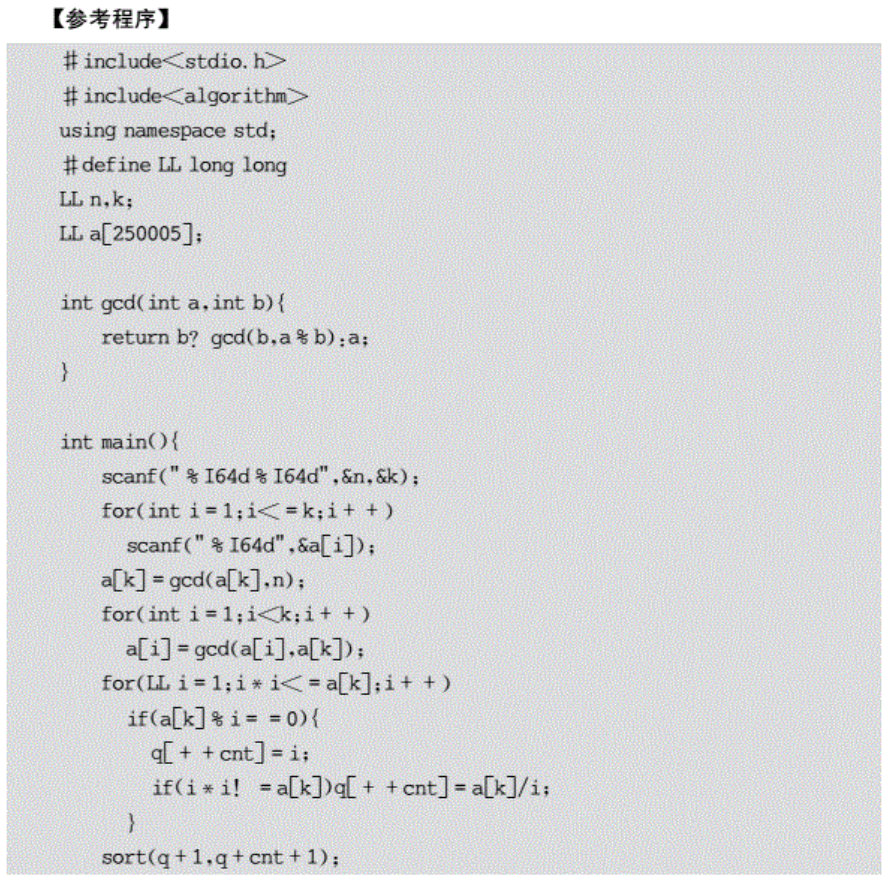 【参考程序】
#include<stdio.h>
#include<algorithm>
using namespace std;
#define LL long long
LL n,k;
LL a[250005];
int gcd(int a,int b){
return b? gcd(b,a%b):a;
}
int main(){
scanf("%I64d%I64d",&n,&k);
for(int i=1;i<=k;i++)
scanf("%I64d",&a[i]);
a[k]=gcd(a[k],n);
for(int i=1;i<k;i++)
a[i]=gcd(a[i],a[k]);
for(LL i=1;i*i<=a[k];i++)
if(a[k]%i==0){
q[++cnt]=i;
if(i*i!=a[k])q[++cnt]=a[k]/i;
}
sort(q+1,q+cnt+1);